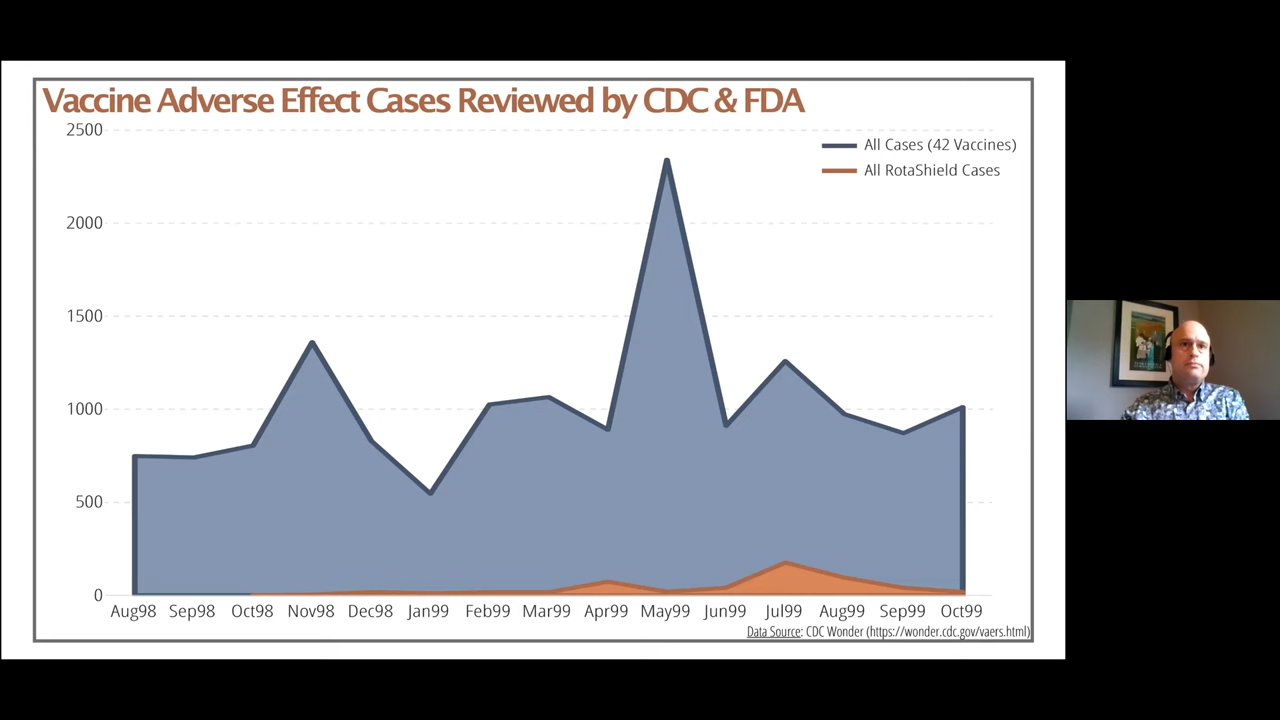 Vaccine Adverse Effect Cases Reviewed by CDC & FDA
2500
All Cases (42 Vaccines)
All RotaShield Cases
2000
1500
1000
500
0
Aug98 Sep98 Oct98 Nov98 Dec98 Jan99 Feb99 Mar99 Apr99 May99 Jun99 Jul99 Aug99 Sep99 Oct99
Data Source: CDC Wonder (https://wonder.cdc.gov/vaers.html)